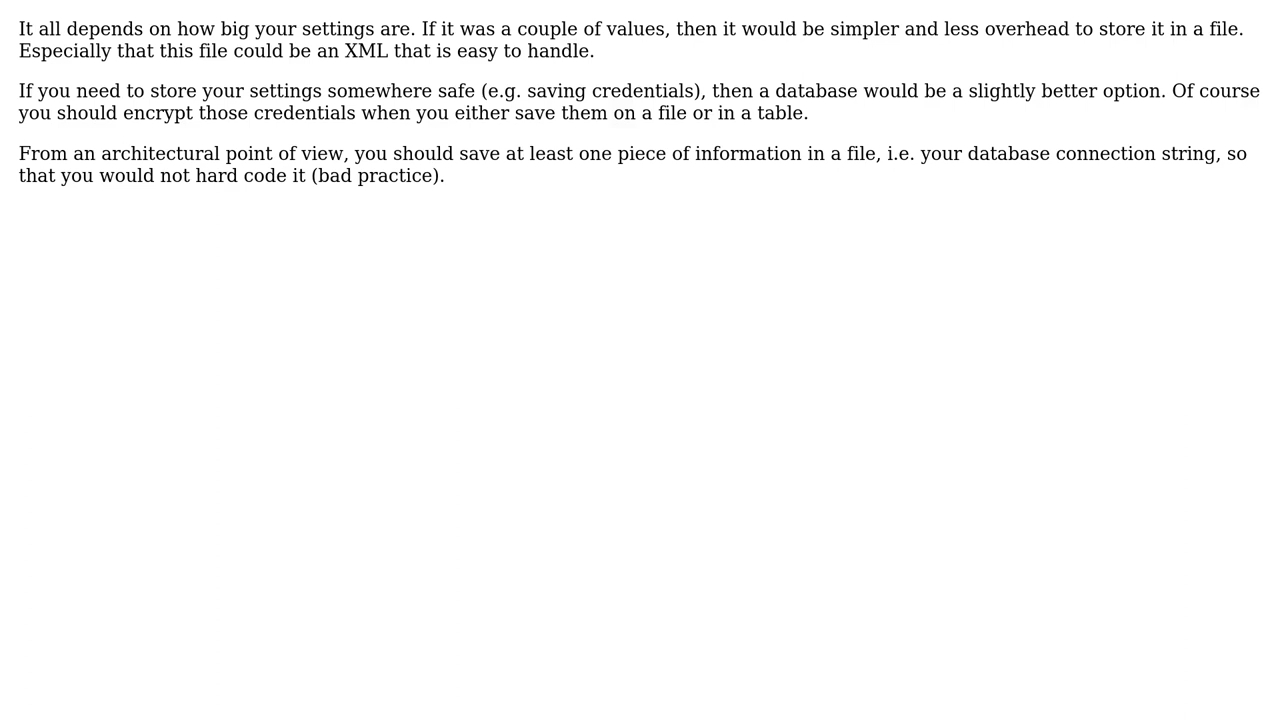 It all depends on how big your settings are. If it was a couple of values, then it would be simpler and less overhead to store it in a file.
Especially that this file could be an XML that is easy to handle.
If you need to store your settings somewhere safe (e.g. saving credentials), then a database would be a slightly better option. Of course
you should encrypt those credentials when you either save them on a file or in a table.
From an architectural point of view, you should save at least one piece of information in a file, i.e. your database connection string, so
that you would not hard code it (bad practice).